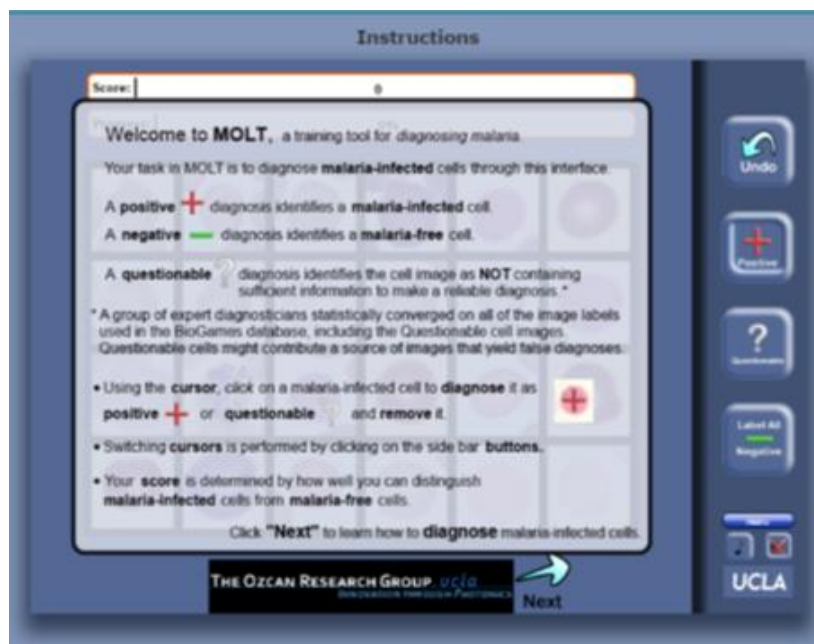 Instructions
Score: 0
Welcome to MOLT, a training tool for diagnosing malaria.
Your task in MOLT is to diagnose malaria-infected cells through this interface.
A positive + diagnosis identifies a malaria-infected cell.
A negative − diagnosis identifies a malaria-free cell.
A questionable ? diagnosis identifies the cell image as NOT containing
sufficient information to make a reliable diagnosis.*
* A group of expert diagnosticians statistically converged on all of the image labels
used in the BioGames database, including the Questionable cell images.
Questionable cells might contribute a source of images that yield false diagnoses.
• Using the cursor, click on a malaria-infected cell to diagnose it as
positive + or questionable ? and remove it.
• Switching cursors is performed by clicking on the side bar buttons.
• Your score is determined by how well you can distinguish
malaria-infected cells from malaria-free cells.
Click "Next" to learn how to diagnose malaria-infected cells.
THE OZCAN RESEARCH GROUP ucla
INNOVATION THROUGH PHOTONICS
Next
Undo
Positive
?
Questionable
Label All
Negative
UCLA